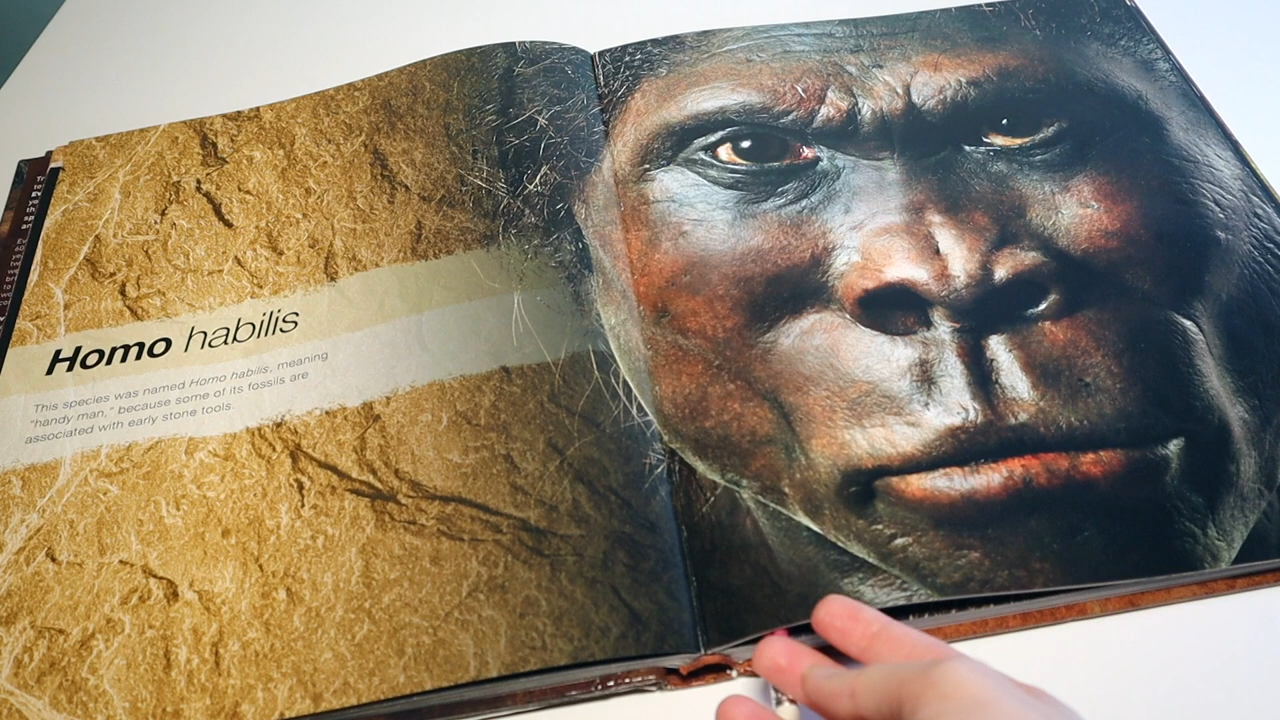 Homo habilis
This species was named Homo habilis, meaning
"handy man," because some of its fossils are
associated with early stone tools.